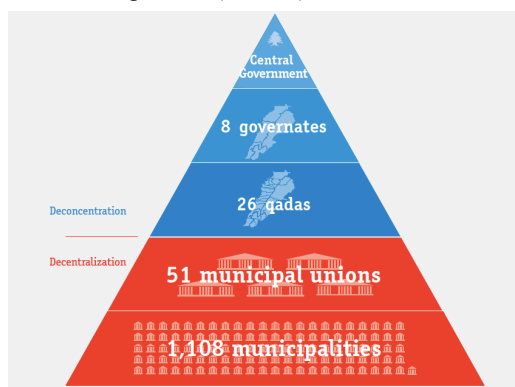 Central
Government
8 governates
26 qadas
Deconcentration
Decentralization
51 municipal unions
1,108 municipalities